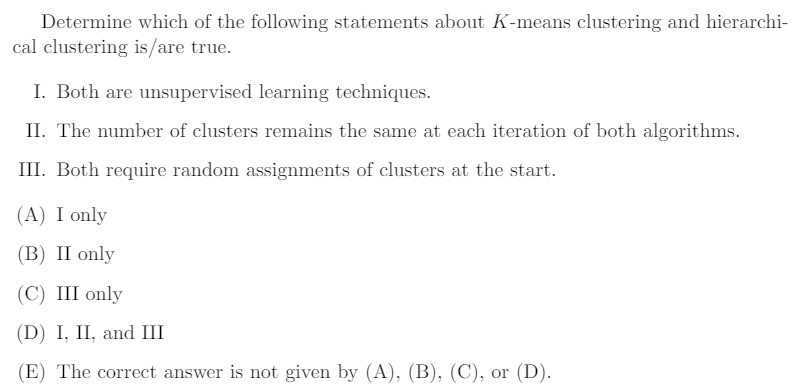 Determine which of the following statements about K-means clustering and hierarchi-
cal clustering is/are true.
I. Both are unsupervised learning techniques.
II. The number of clusters remains the same at each iteration of both algorithms.
III. Both require random assignments of clusters at the start.
(A) I only
(B) II only
(C) III only
(D) I, II, and III
(E) The correct answer is not given by (A), (B), (C), or (D).